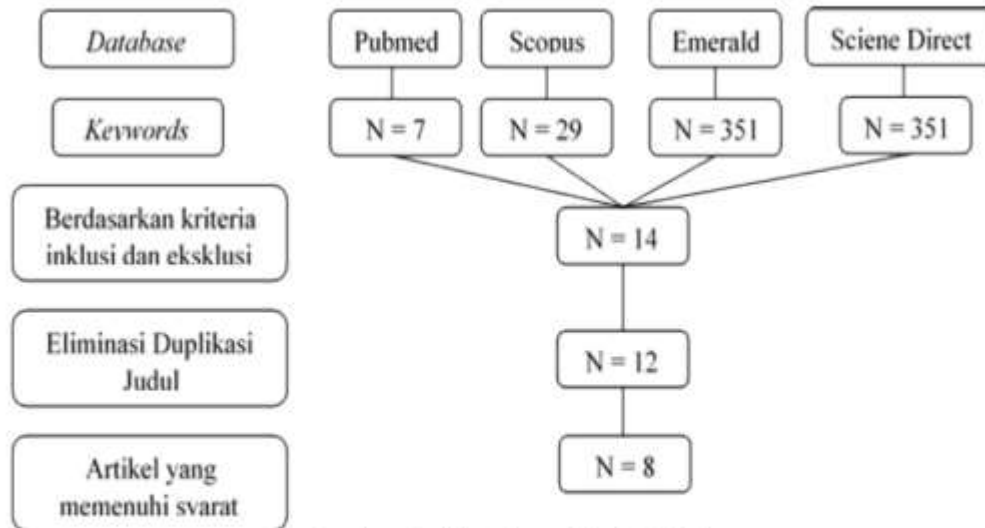 Database
Pubmed
Scopus
Emerald
Sciene Direct
Keywords
N = 7
N = 29
N = 351
N = 351
Berdasarkan kriteria
inklusi dan eksklusi
N = 14
Eliminasi Duplikasi
Judul
N = 12
Artikel yang
memenuhi syarat
N = 8